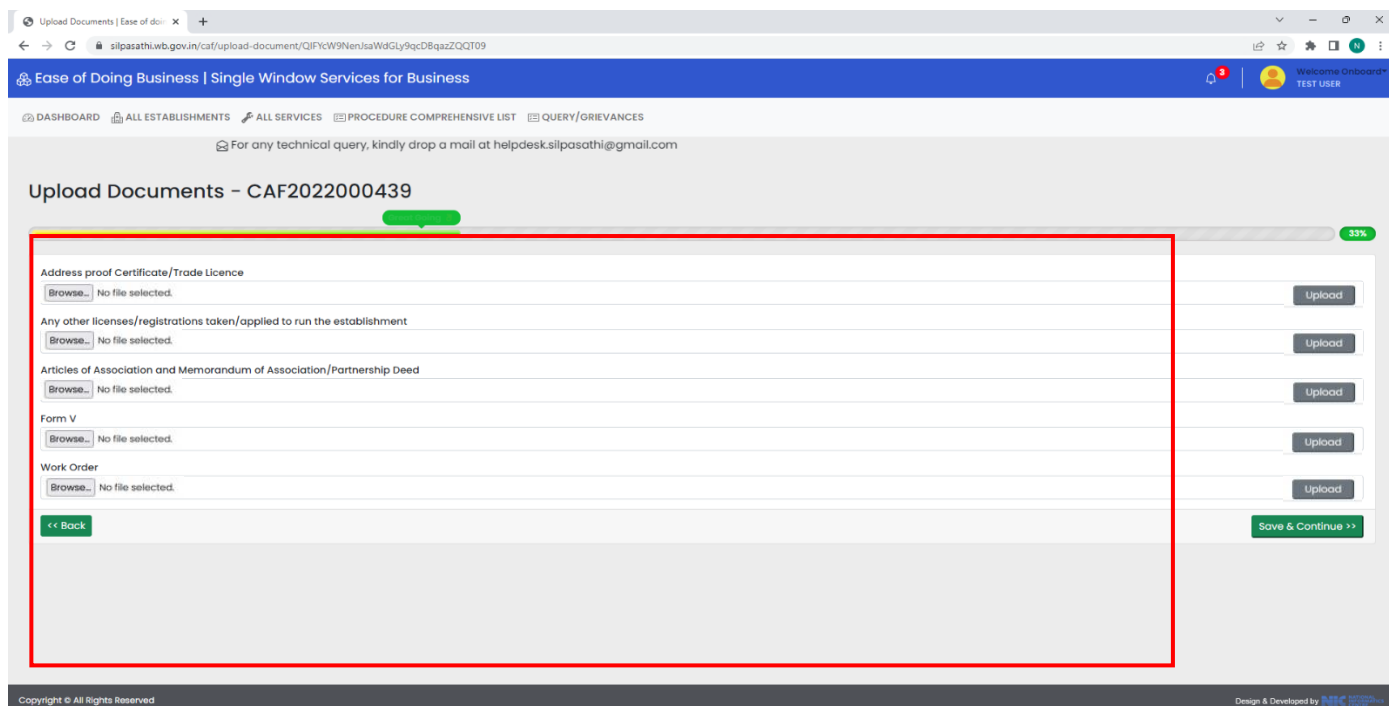 Upload Documents | Ease of doin
silpasathi.wb.gov.in/caf/upload-document/QIFYcW9NenJsaWdGLy9qcDBqazZQQT09
N
Ease of Doing Business | Single Window Services for Business
3
Welcome Onboard
TEST USER
DASHBOARD ALL ESTABLISHMENTS ALL SERVICES PROCEDURE COMPREHENSIVE LIST QUERY/GRIEVANCES
For any technical query, kindly drop a mail at helpdesk.silpasathi@gmail.com
Upload Documents - CAF2022000439
33%
Address proof Certificate/Trade Licence
Browse... No file selected. Upload
Any other licenses/registrations taken/applied to run the establishment
Browse... No file selected. Upload
Articles of Association and Memorandum of Association/Partnership Deed
Browse... No file selected. Upload
Form V
Browse... No file selected. Upload
Work Order
Browse... No file selected. Upload
<< Back Save & Continue >>
Copyright © All Rights Reserved Design & Developed by NIC